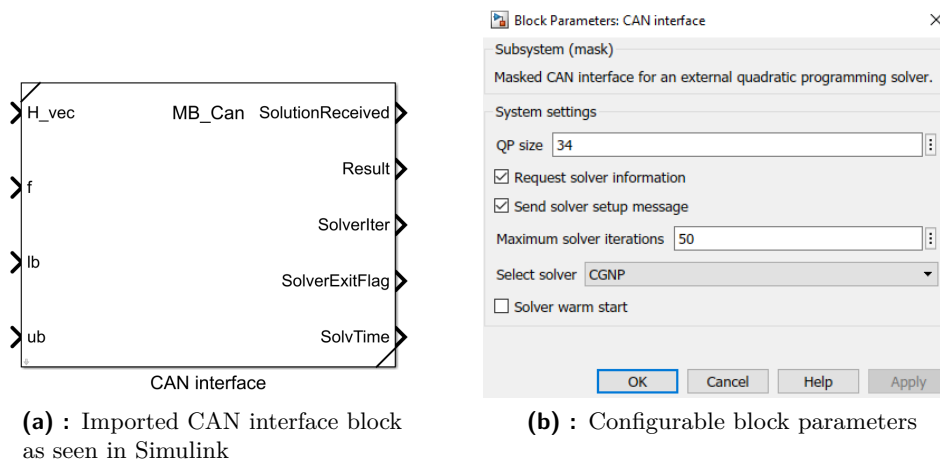 H_vec
f
lb
ub
MB_Can
SolutionReceived
Result
SolverIter
SolverExitFlag
SolvTime
CAN interface
(a) : Imported CAN interface block
as seen in Simulink
Block Parameters: CAN interface
Subsystem (mask)
Masked CAN interface for an external quadratic programming solver.
System settings
QP size 34
Request solver information
Send solver setup message
Maximum solver iterations 50
Select solver CGNP
Solver warm start
OK Cancel Help Apply
(b) : Configurable block parameters